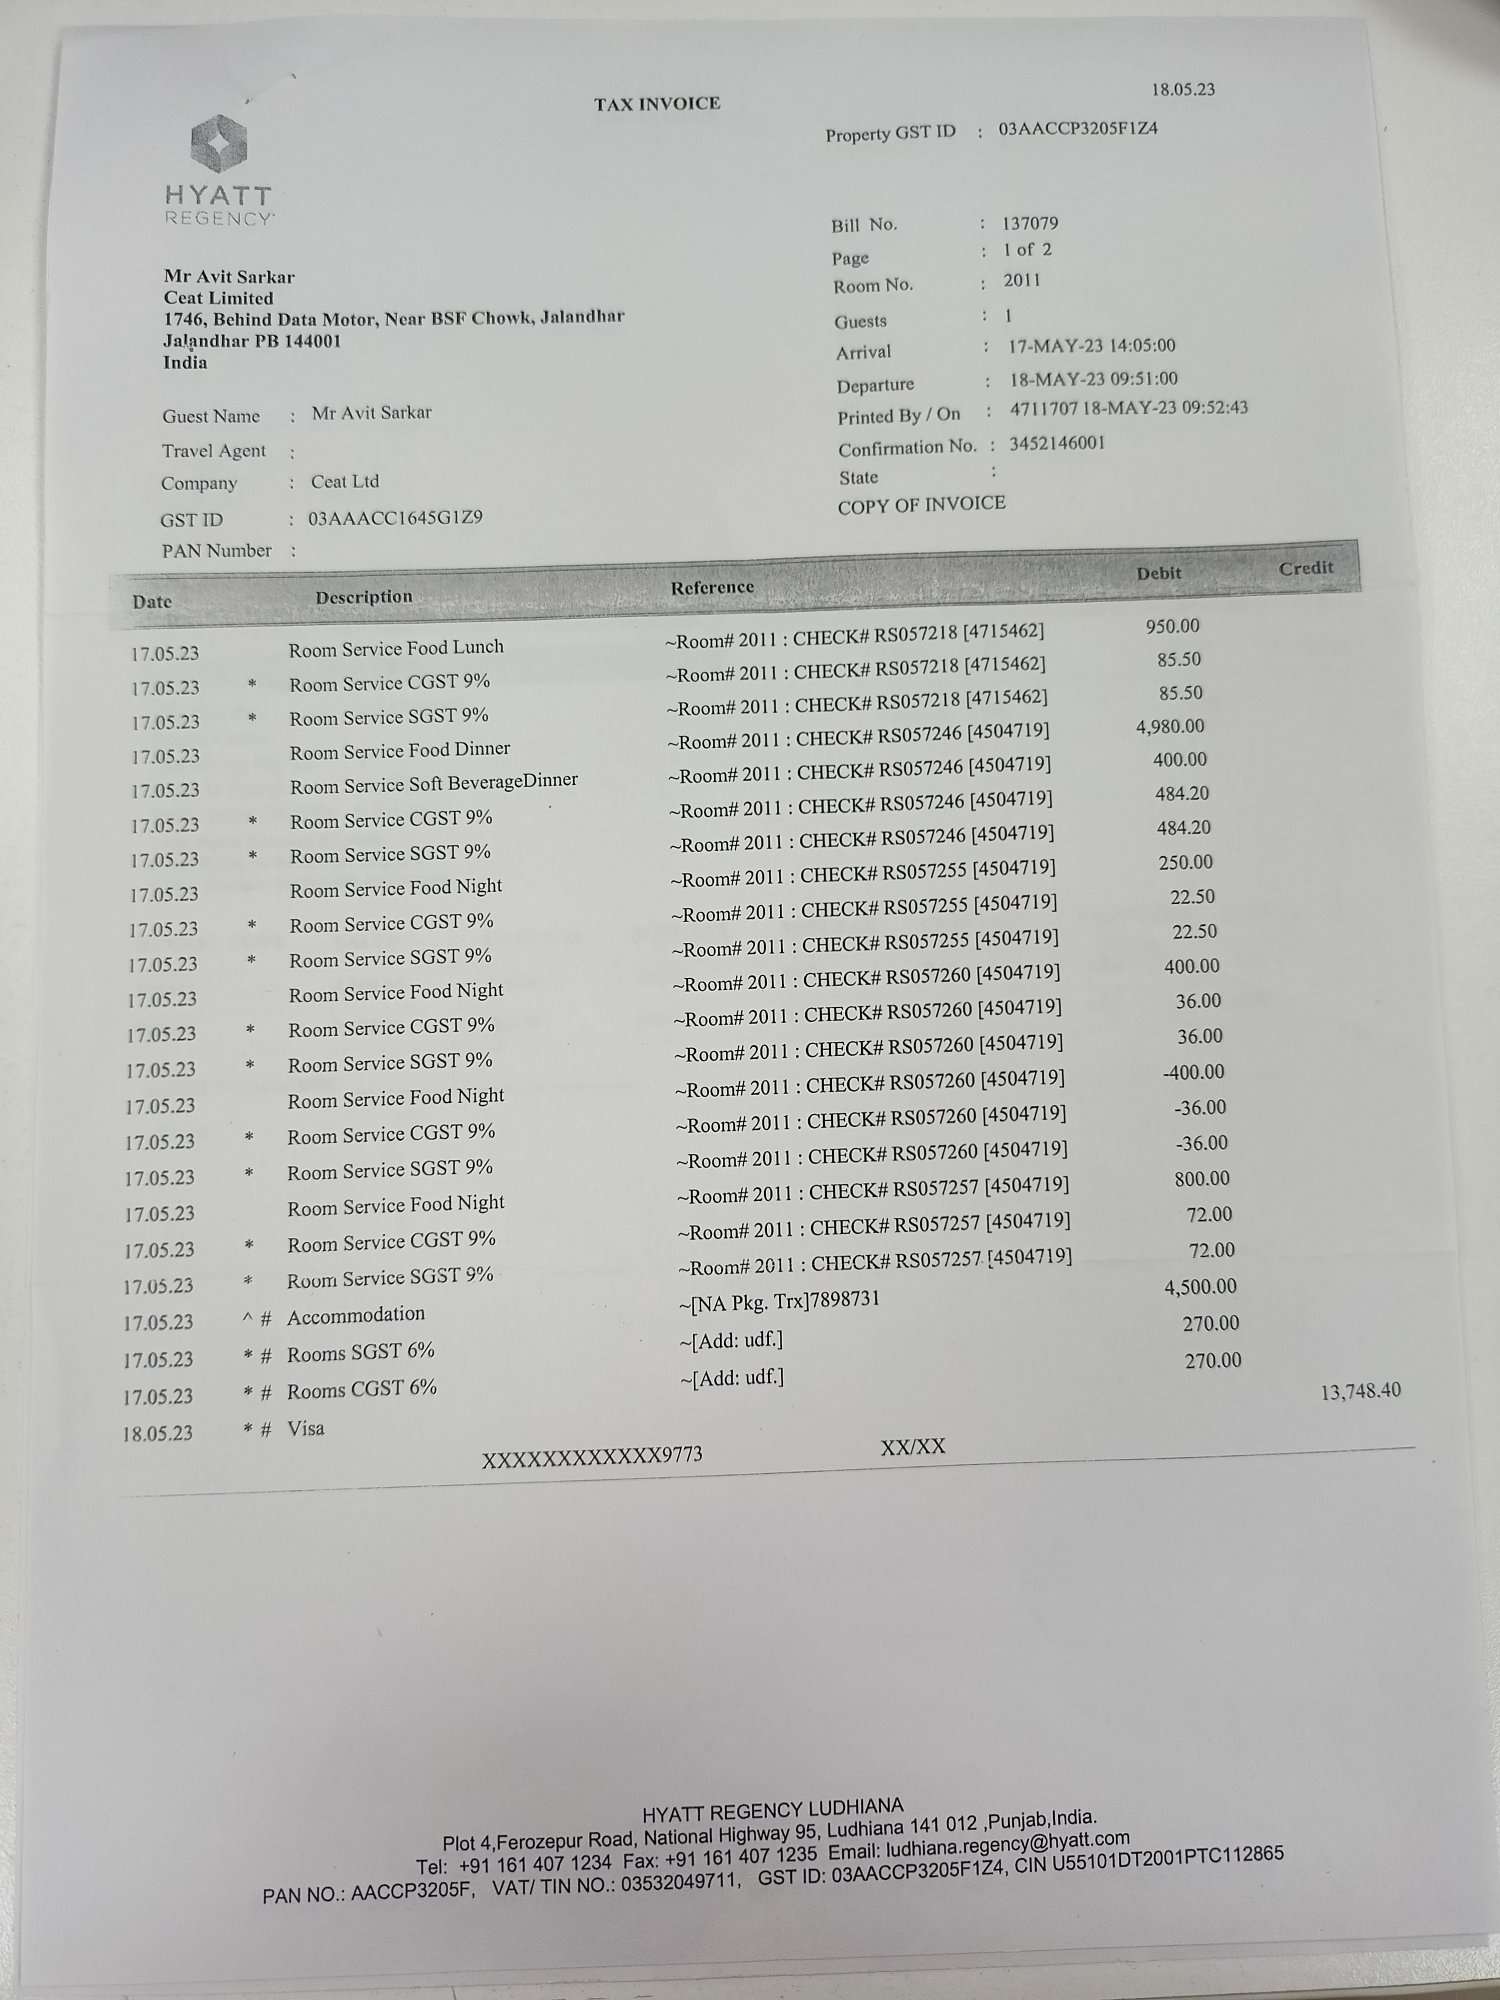 TAX INVOICE
18.05.23
Property GST ID : 03AACCP3205F1Z4
HYATT
REGENCY
Bill No. : 137079
Page : 1 of 2
Room No. : 2011
Guests : 1
Arrival : 17-MAY-23 14:05:00
Departure : 18-MAY-23 09:51:00
Printed By / On : 4711707 18-MAY-23 09:52:43
Confirmation No. : 3452146001
State :
COPY OF INVOICE
Mr Avit Sarkar
Ceat Limited
1746, Behind Data Motor, Near BSF Chowk, Jalandhar
Jalandhar PB 144001
India
Guest Name : Mr Avit Sarkar
Travel Agent :
Company : Ceat Ltd
GST ID : 03AAACC1645G1Z9
PAN Number :
Date Description Reference Debit Credit
17.05.23 Room Service Food Lunch ~Room# 2011 : CHECK# RS057218 [4715462] 950.00
17.05.23 * Room Service CGST 9% ~Room# 2011 : CHECK# RS057218 [4715462] 85.50
17.05.23 * Room Service SGST 9% ~Room# 2011 : CHECK# RS057218 [4715462] 85.50
17.05.23 Room Service Food Dinner ~Room# 2011 : CHECK# RS057246 [4504719] 4,980.00
17.05.23 Room Service Soft BeverageDinner ~Room# 2011 : CHECK# RS057246 [4504719] 400.00
17.05.23 * Room Service CGST 9% ~Room# 2011 : CHECK# RS057246 [4504719] 484.20
17.05.23 * Room Service SGST 9% ~Room# 2011 : CHECK# RS057246 [4504719] 484.20
17.05.23 Room Service Food Night ~Room# 2011 : CHECK# RS057255 [4504719] 250.00
17.05.23 * Room Service CGST 9% ~Room# 2011 : CHECK# RS057255 [4504719] 22.50
17.05.23 * Room Service SGST 9% ~Room# 2011 : CHECK# RS057255 [4504719] 22.50
17.05.23 Room Service Food Night ~Room# 2011 : CHECK# RS057260 [4504719] 400.00
17.05.23 * Room Service CGST 9% ~Room# 2011 : CHECK# RS057260 [4504719] 36.00
17.05.23 * Room Service SGST 9% ~Room# 2011 : CHECK# RS057260 [4504719] 36.00
17.05.23 Room Service Food Night ~Room# 2011 : CHECK# RS057260 [4504719] -400.00
17.05.23 * Room Service CGST 9% ~Room# 2011 : CHECK# RS057260 [4504719] -36.00
17.05.23 * Room Service SGST 9% ~Room# 2011 : CHECK# RS057260 [4504719] -36.00
17.05.23 Room Service Food Night ~Room# 2011 : CHECK# RS057257 [4504719] 800.00
17.05.23 * Room Service CGST 9% ~Room# 2011 : CHECK# RS057257 [4504719] 72.00
17.05.23 * Room Service SGST 9% ~Room# 2011 : CHECK# RS057257 [4504719] 72.00
17.05.23 ^ # Accommodation ~[NA Pkg. Trx]7898731 4,500.00
17.05.23 * # Rooms SGST 6% ~[Add: udf.] 270.00
17.05.23 * # Rooms CGST 6% ~[Add: udf.] 270.00
18.05.23 * # Visa 13,748.40
XXXXXXXXXXXX9773 XX/XX
HYATT REGENCY LUDHIANA
Plot 4,Ferozepur Road, National Highway 95, Ludhiana 141 012 ,Punjab,India.
Tel: +91 161 407 1234 Fax: +91 161 407 1235 Email: ludhiana.regency@hyatt.com
PAN NO.: AACCP3205F, VAT/ TIN NO.: 03532049711, GST ID: 03AACCP3205F1Z4, CIN U55101DT2001PTC112865